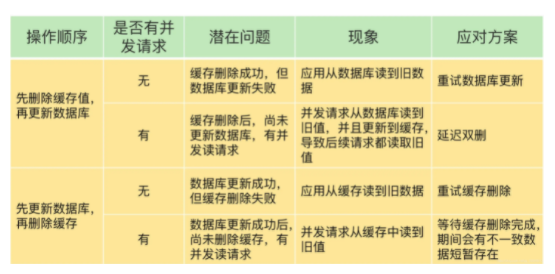 操作顺序
是否有并
发请求
潜在问题
现象
应对方案
先删除缓存值,
再更新数据库
无
缓存删除成功,但
数据库更新失败
应用从数据库读到旧数
据
重试数据库更新
有
缓存删除后,尚未
更新数据库,有并
发读请求
并发请求从数据库读到
旧值,并且更新到缓存,
导致后续请求都读取旧
值
延迟双删
先更新数据库,
再删除缓存
无
数据库更新成功,
但缓存删除失败
应用从缓存读到旧数据
重试缓存删除
有
数据库更新成功后,
尚未删除缓存,有
并发读请求
并发请求从缓存中读到
旧值
等待缓存删除完成,
期间会有不一致数
据短暂存在